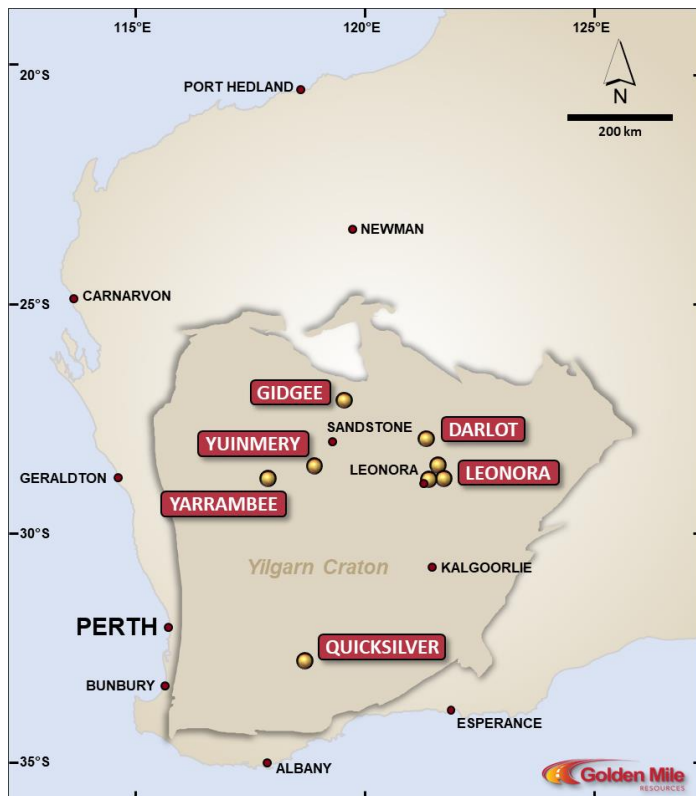 115°E
120°E
125°E
20°S
PORT HEDLAND
N
200 km
NEWMAN
CARNARVON
25°S
GIDGEE
SANDSTONE
DARLOT
YUINMERY
LEONORA
LEONORA
GERALDTON
YARRAMBEE
30°S
Yilgarn Craton
KALGOORLIE
PERTH
QUICKSILVER
BUNBURY
ESPERANCE
35°S
ALBANY
Golden Mile
RESOURCES